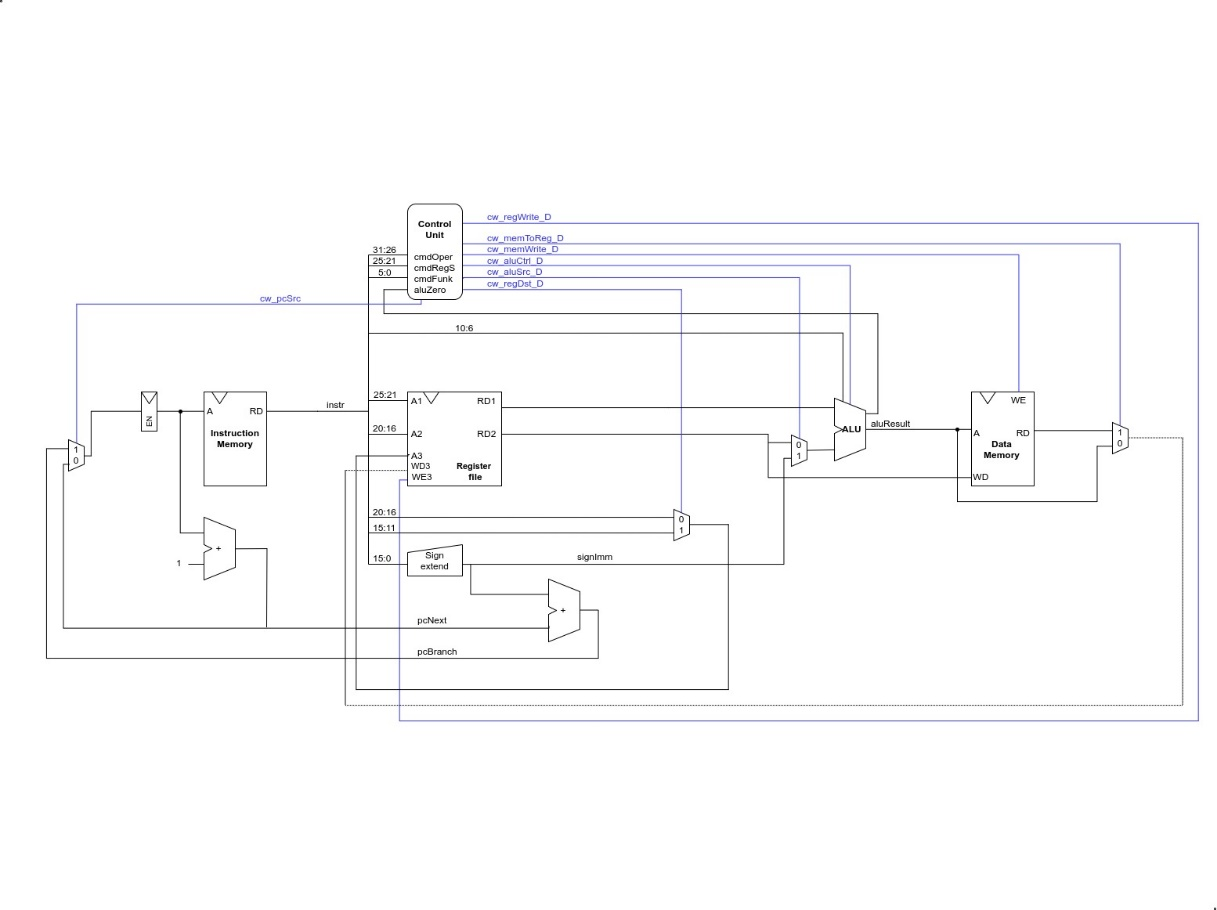 cw_regWrite_D
Control
Unit
cw_memToReg_D
cw_memWrite_D
31:26
cmdOper
cw_aluCtrl_D
25:21
cmdRegS
cw_aluSrc_D
5:0
cmdFunk
cw_regDst_D
aluZero
cw_pcSrc
10:6
25:21
A1
RD1
WE
instr
A
RD
EN
Instruction
Memory
20:16
A2
RD2
ALU
aluResult
A
RD
Data
Memory
1
0
0
1
1
0
A3
WD3
WE3
Register
file
WD
20:16
0
15:11
1
+
1
15:0
Sign
extend
signImm
+
pcNext
pcBranch